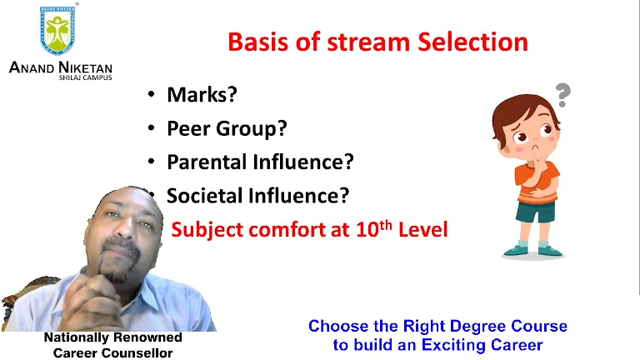 ANAND NIKETAN
SHILAJ CAMPUS
Basis of stream Selection
• Marks?
• Peer Group?
• Parental Influence?
• Societal Influence?
Subject comfort at 10th Level
?
Nationally Renowned
Career Counsellor
Choose the Right Degree Course
to build an Exciting Career